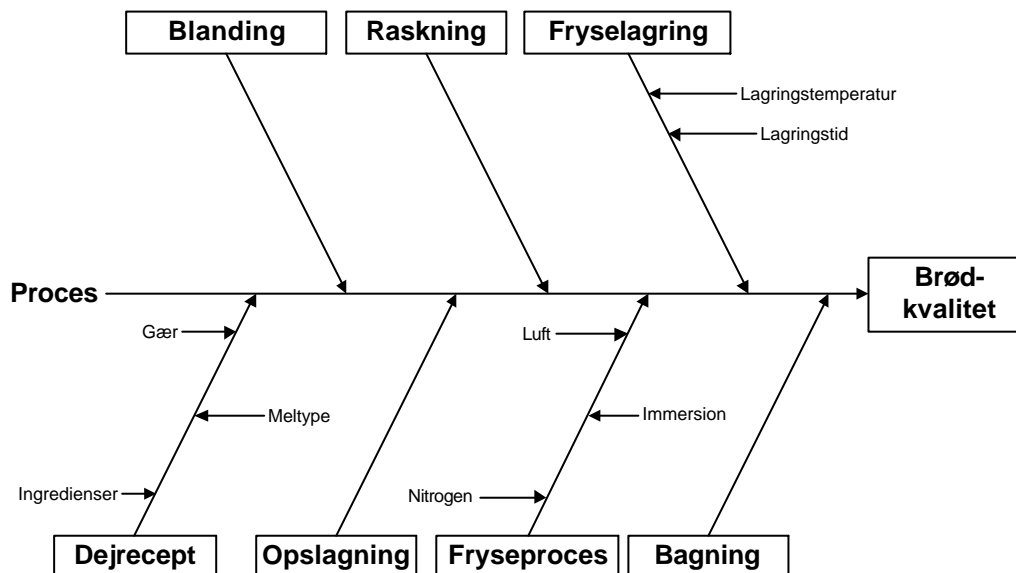 Blanding
Raskning
Fryselagring
Lagringstemperatur
Lagringstid
Proces
Brød-
kvalitet
Gær
Luft
Meltype
Immersion
Ingredienser
Nitrogen
Dejrecept
Opslagning
Fryseproces
Bagning